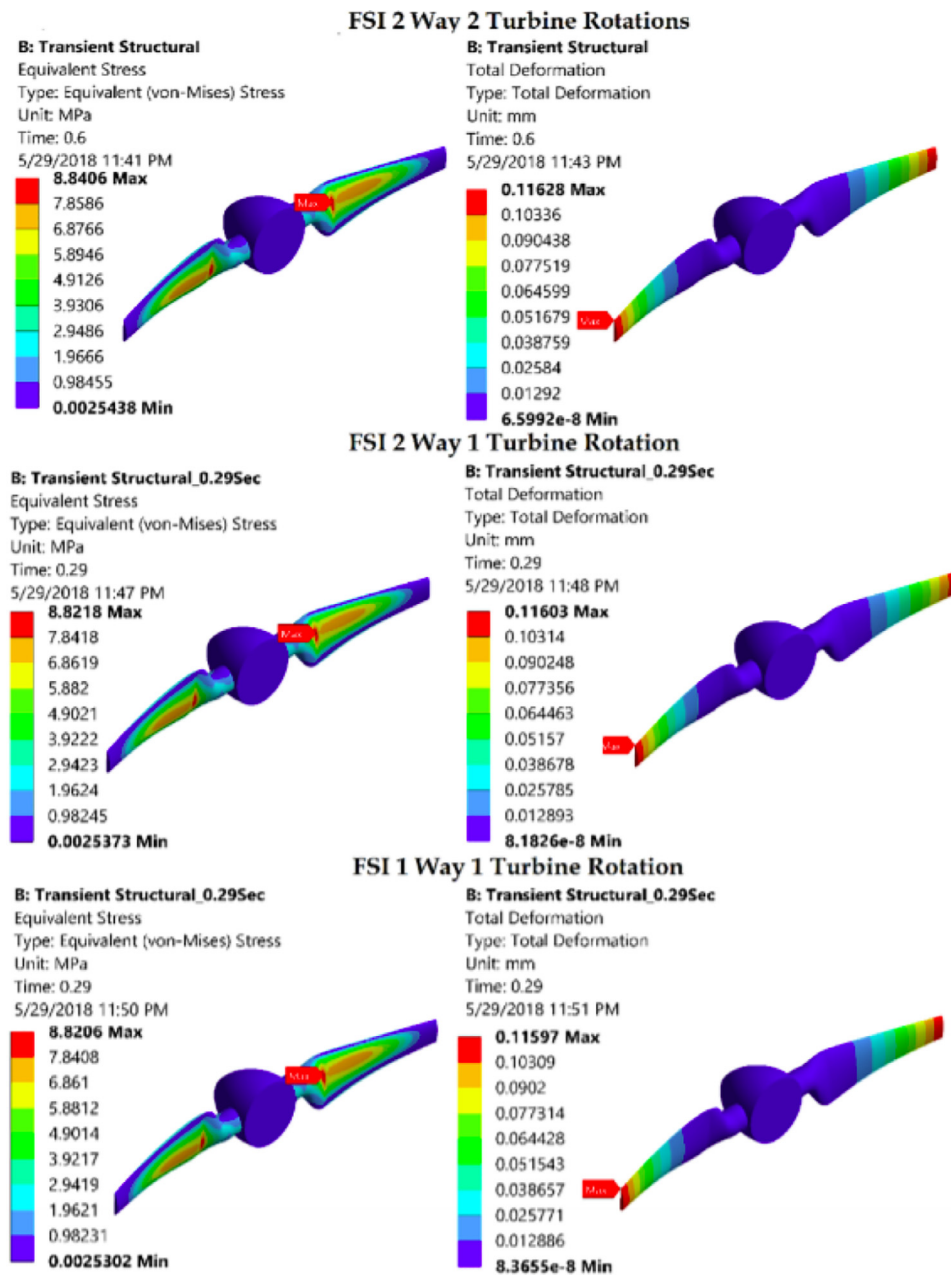 FSI 2 Way 2 Turbine Rotations
B: Transient Structural
Equivalent Stress
Type: Equivalent (von-Mises) Stress
Unit: MPa
Time: 0.6
5/29/2018 11:41 PM
8.8406 Max
7.8586
6.8766
5.8946
4.9126
3.9306
2.9486
1.9666
0.98455
0.0025438 Min
Max
B: Transient Structural
Total Deformation
Type: Total Deformation
Unit: mm
Time: 0.6
5/29/2018 11:43 PM
0.11628 Max
0.10336
0.090438
0.077519
0.064599
0.051679
0.038759
0.02584
0.01292
6.5992e-8 Min
Max
FSI 2 Way 1 Turbine Rotation
B: Transient Structural_0.29Sec
Equivalent Stress
Type: Equivalent (von-Mises) Stress
Unit: MPa
Time: 0.29
5/29/2018 11:47 PM
8.8218 Max
7.8418
6.8619
5.882
4.9021
3.9222
2.9423
1.9624
0.98245
0.0025373 Min
Max
B: Transient Structural_0.29Sec
Total Deformation
Type: Total Deformation
Unit: mm
Time: 0.29
5/29/2018 11:48 PM
0.11603 Max
0.10314
0.090248
0.077356
0.064463
0.05157
0.038678
0.025785
0.012893
8.1826e-8 Min
Max
FSI 1 Way 1 Turbine Rotation
B: Transient Structural_0.29Sec
Equivalent Stress
Type: Equivalent (von-Mises) Stress
Unit: MPa
Time: 0.29
5/29/2018 11:50 PM
8.8206 Max
7.8408
6.861
5.8812
4.9014
3.9217
2.9419
1.9621
0.98231
0.0025302 Min
Max
B: Transient Structural_0.29Sec
Total Deformation
Type: Total Deformation
Unit: mm
Time: 0.29
5/29/2018 11:51 PM
0.11597 Max
0.10309
0.0902
0.077314
0.064428
0.051543
0.038657
0.025771
0.012886
8.3655e-8 Min
Max